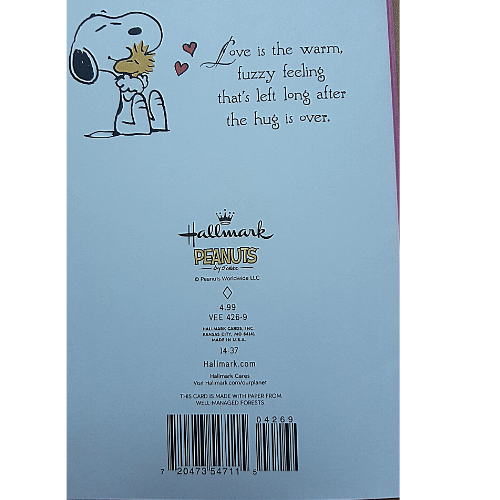 Love is the warm,
fuzzy feeling
that's left long after
the hug is over.
Hallmark
PEANUTS
by Schulz
© Peanuts Worldwide LLC
4.99
VEE 426-9
HALLMARK CARDS, INC.
KANSAS CITY, MO 64141
MADE IN U.S.A.
14-37
Hallmark.com
Hallmark Cares
Visit Hallmark.com/ourplanet
THIS CARD IS MADE WITH PAPER FROM
WELL-MANAGED FORESTS.
04269
7 20473 54711 5